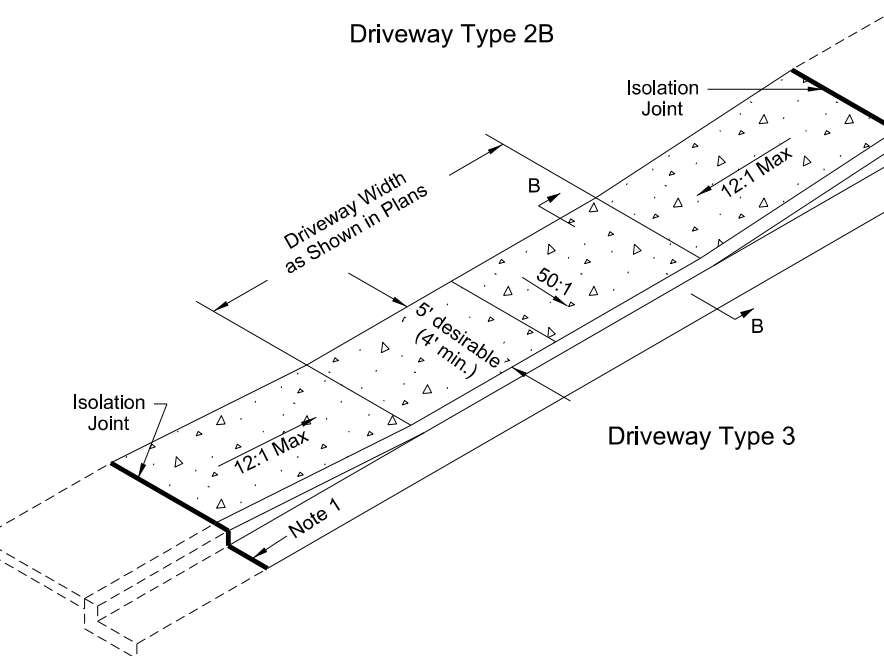 Driveway Type 2B
Isolation
Joint
12:1 Max
B
Driveway Width
as Shown in Plans
50:1
5' desirable
(4' min.)
B
Isolation
Joint
12:1 Max
Driveway Type 3
Note 1